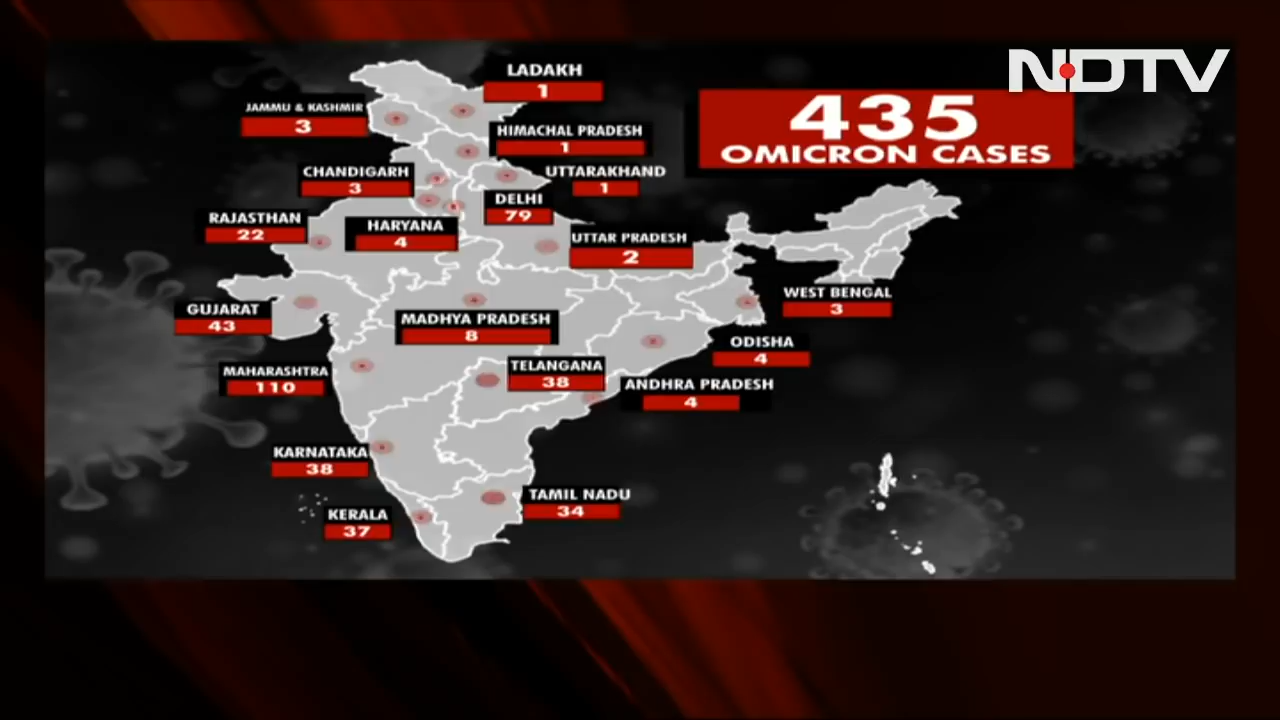 NDTV
435
OMICRON CASES
LADAKH
1
JAMMU & KASHMIR
3
HIMACHAL PRADESH
1
CHANDIGARH
3
UTTARAKHAND
1
DELHI
79
RAJASTHAN
22
HARYANA
4
UTTAR PRADESH
2
WEST BENGAL
3
GUJARAT
43
MADHYA PRADESH
8
ODISHA
4
MAHARASHTRA
110
TELANGANA
38
ANDHRA PRADESH
4
KARNATAKA
38
TAMIL NADU
34
KERALA
37